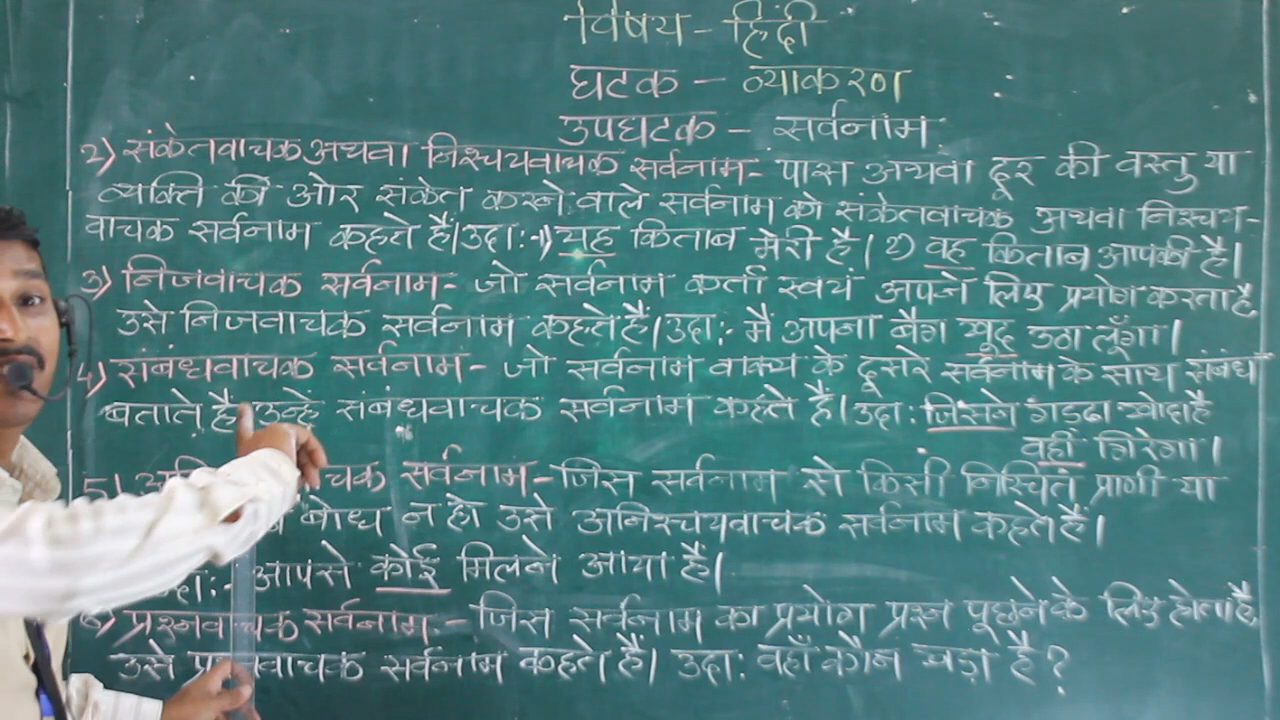 विषय - हिंदी
घटक - व्याकरण
उपघटक - सर्वनाम
2) संकेतवाचक अथवा निश्चयवाचक सर्वनाम - पास अथवा दूर की वस्तु या
व्यक्ति की ओर संकेत करने वाले सर्वनाम को संकेतवाचक अथवा निश्चय-
वाचक सर्वनाम कहते हैं। उदा :- १) यह किताब मेरी है। २) वह किताब आपकी है।
3) निजवाचक सर्वनाम - जो सर्वनाम कर्ता स्वयं अपने लिए प्रयोग करता है
उसे निजवाचक सर्वनाम कहते हैं। उदा : मैं अपना बैग खुद उठा लूँगा।
4) संबंधवाचक सर्वनाम - जो सर्वनाम वाक्य के दूसरे सर्वनाम के साथ संबंध
बताते है उन्हे संबंधवाचक सर्वनाम कहते हैं। उदा : जिसने गड्ढा खोदा है
वही गिरेगा।
5) वाचक सर्वनाम - जिस सर्वनाम से किसी निश्चित प्राणी या
बोध न हो उसे अनिश्चयवाचक सर्वनाम कहते हैं।
उदा :- आपसे कोई मिलने आया है।
6) प्रश्नवाचक सर्वनाम - जिस सर्वनाम का प्रयोग प्रश्न पूछने के लिए होता है
उसे प्रश्नवाचक सर्वनाम कहते हैं। उदा : वहाँ कौन खड़ा है ?